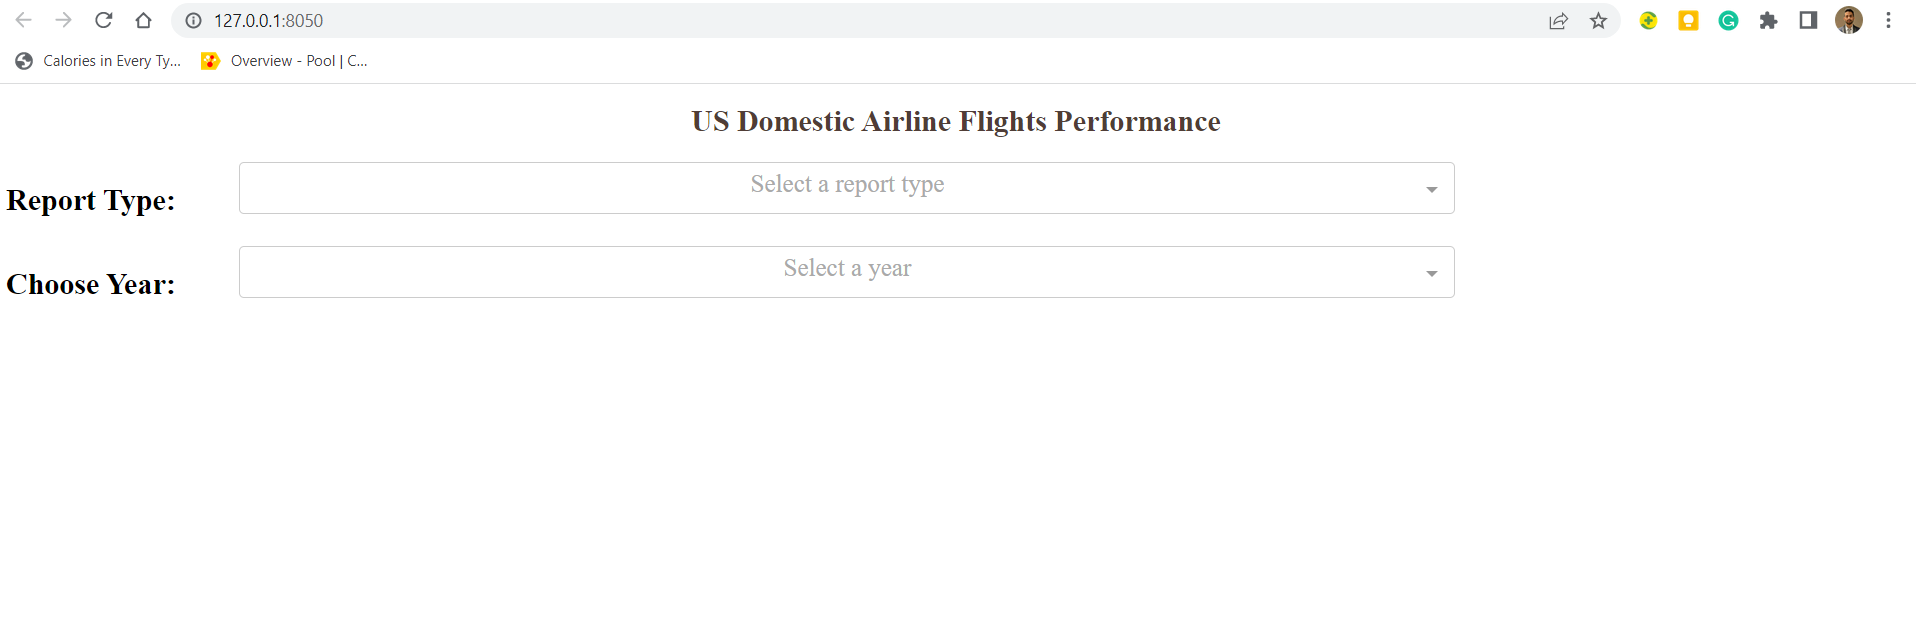 127.0.0.1:8050
Calories in Every Ty...
Overview - Pool | C...
US Domestic Airline Flights Performance
Report Type:
Select a report type
Choose Year:
Select a year